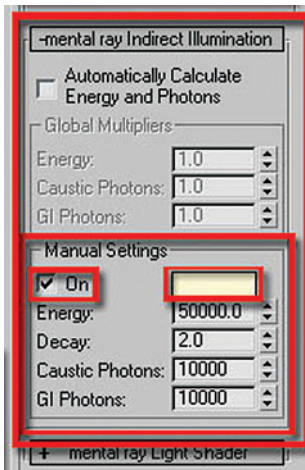 -mental ray Indirect Illumination
Automatically Calculate
Energy and Photons
Global Multipliers
Energy: 1.0
Caustic Photons: 1.0
GI Photons: 1.0
Manual Settings
On
Energy: 50000.0
Decay: 2.0
Caustic Photons: 10000
GI Photons: 10000
+ mental ray Light Shader